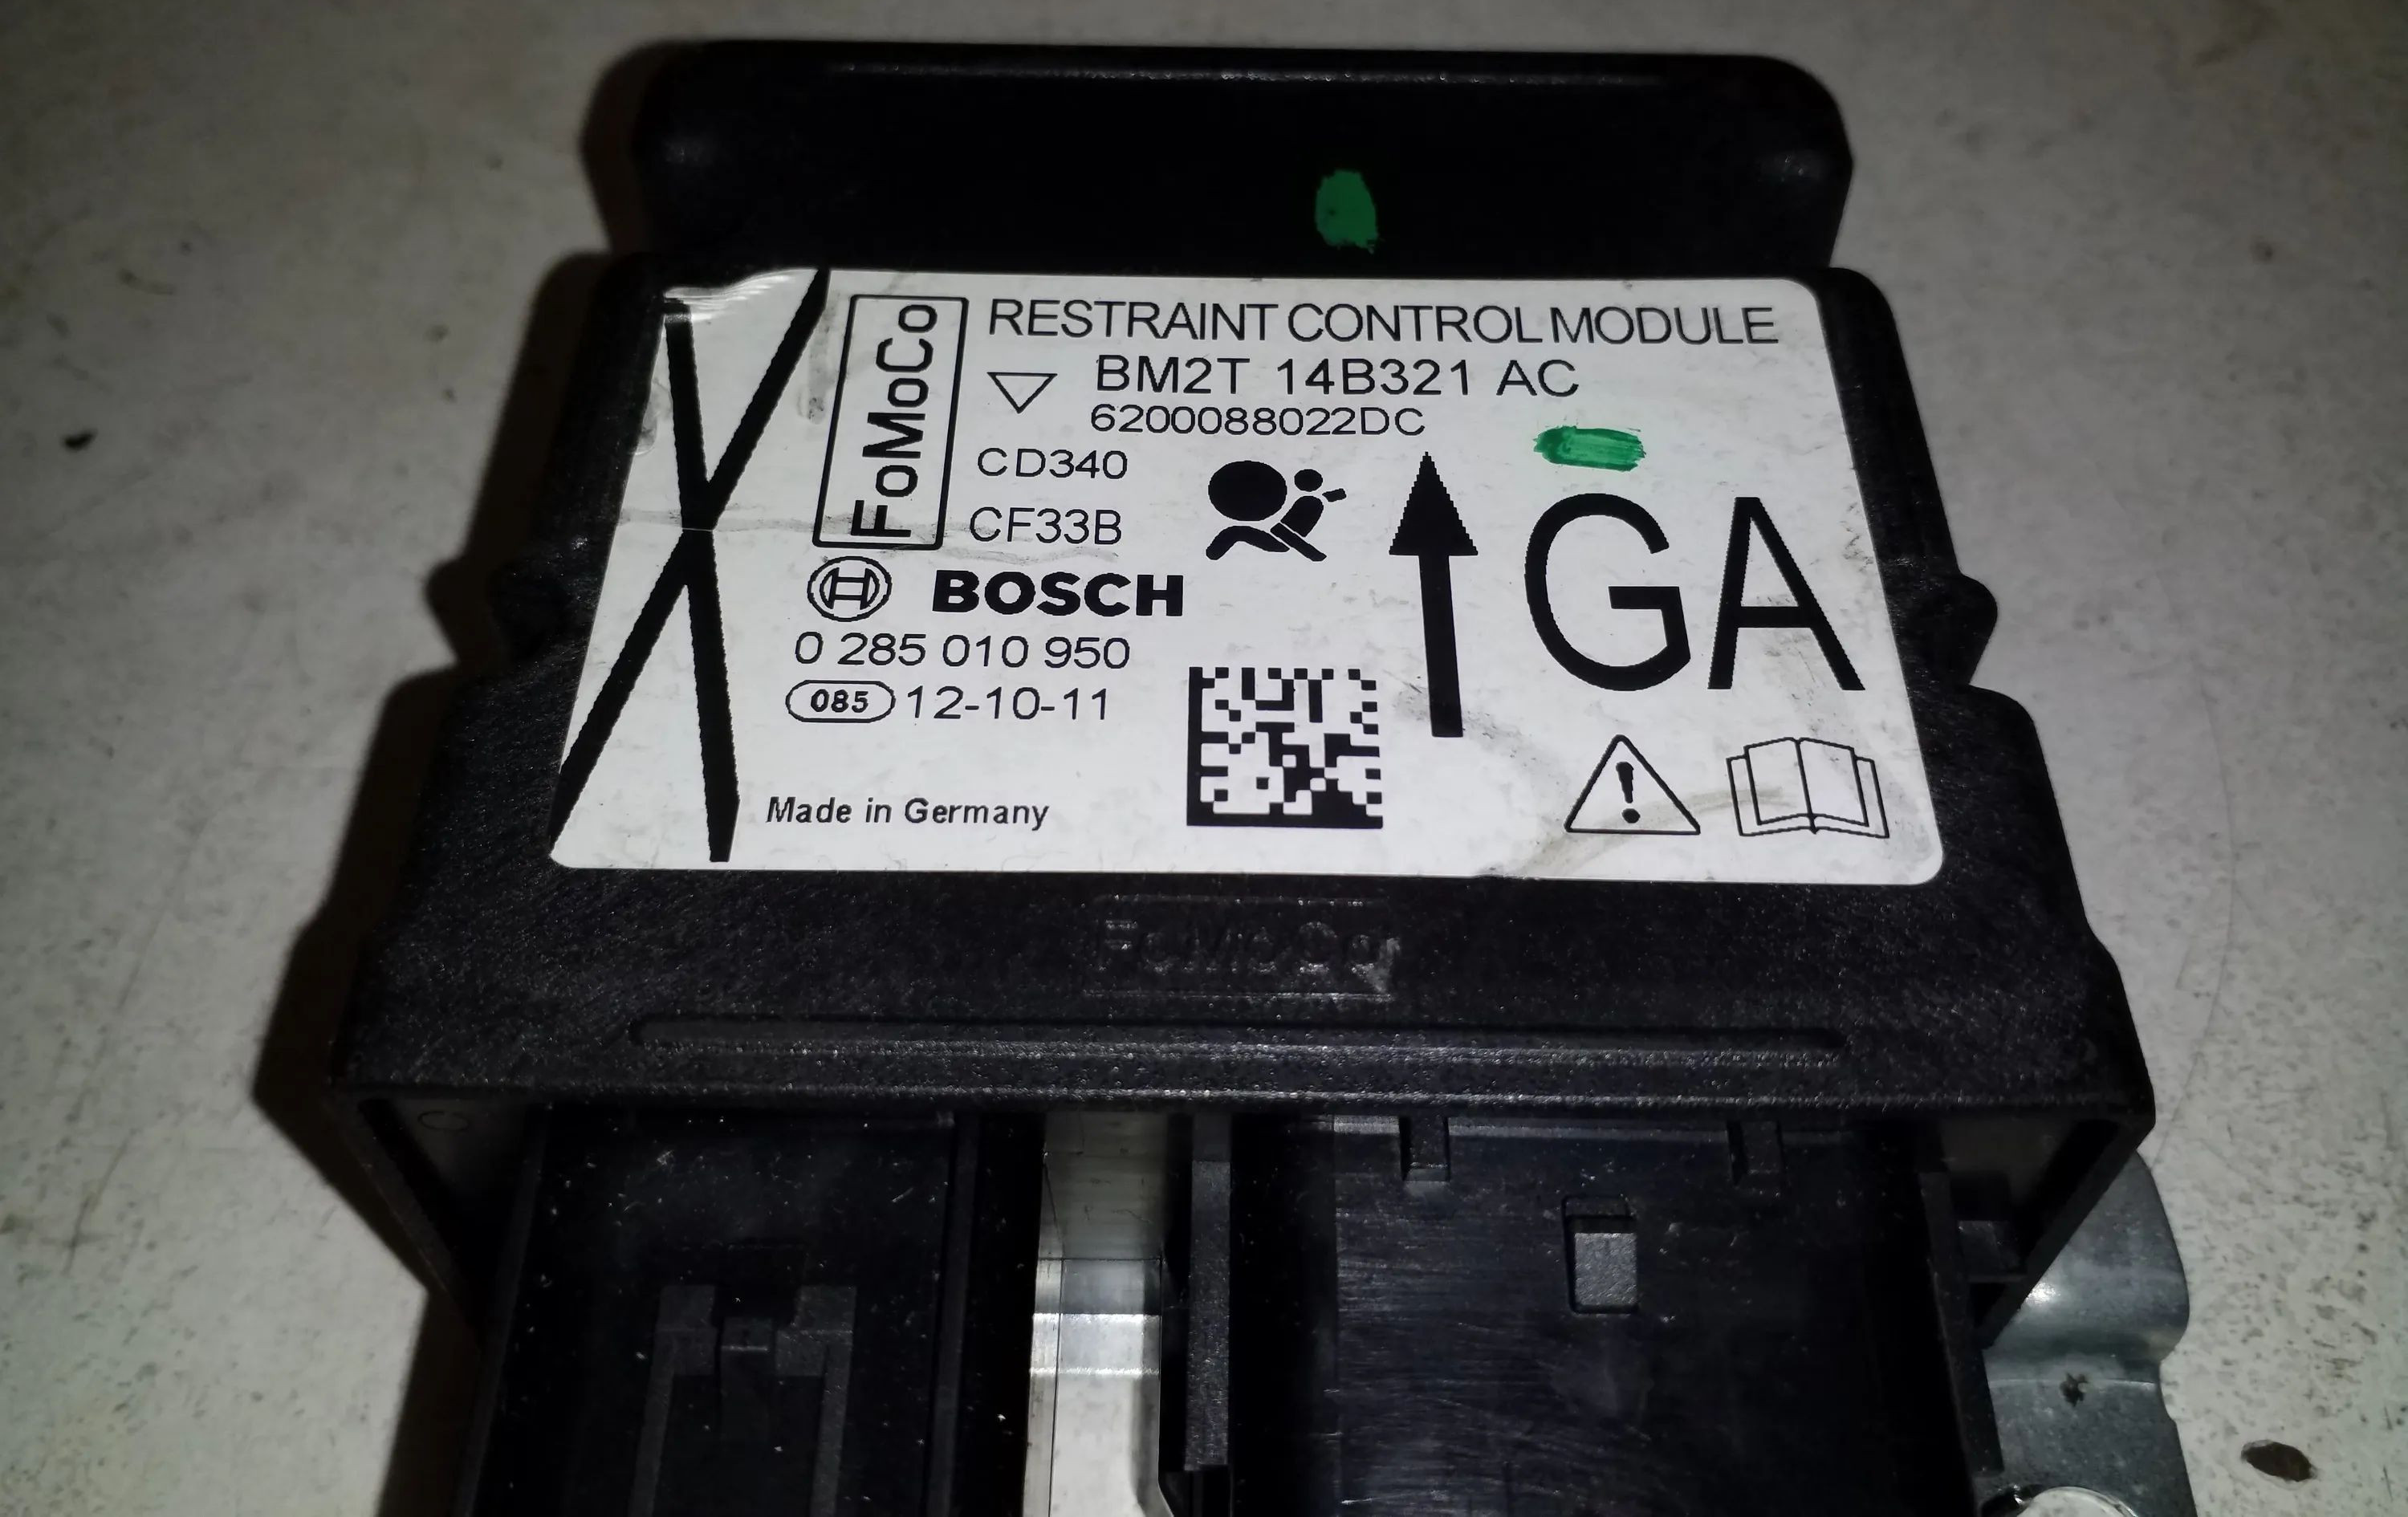 RESTRAINT CONTROL MODULE
FoMoCo
BM2T 14B321 AC
6200088022DC
CD340
CF33B
GA
BOSCH
0 285 010 950
085 12-10-11
Made in Germany
FoMoCo